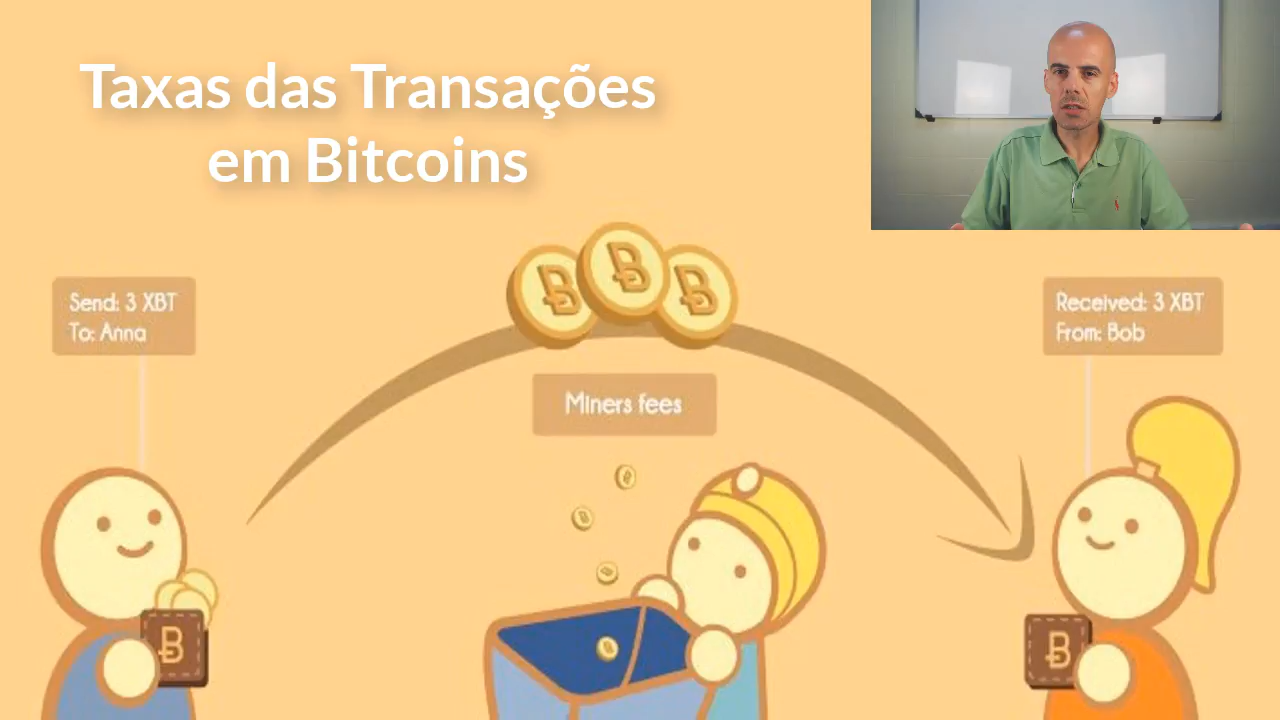 Taxas das Transações
em Bitcoins
Send: 3 XBT
To: Anna
Miners fees
Received: 3 XBT
From: Bob